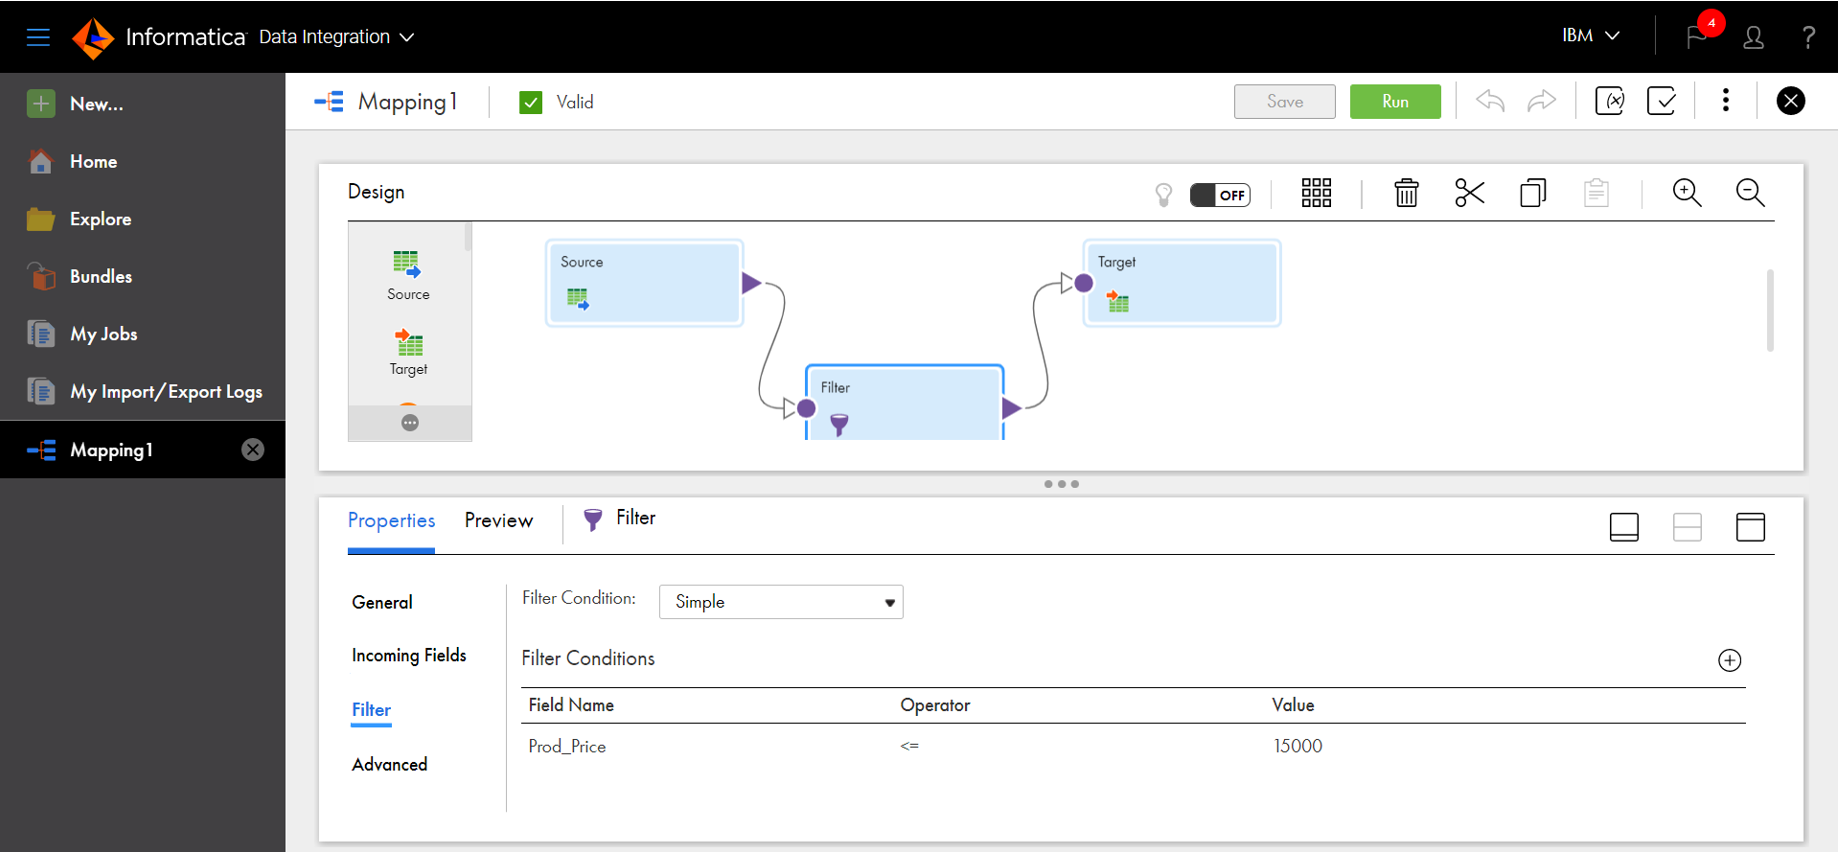 Informatica Data Integration
IBM
4
?
New...
Home
Explore
Bundles
My Jobs
My Import/Export Logs
Mapping1
Mapping1
Valid
Save
Run
(x)
Design
OFF
Source
Target
Source
Target
Filter
Properties
Preview
Filter
General
Incoming Fields
Filter
Advanced
Filter Condition: Simple
Filter Conditions
Field Name Operator Value
Prod_Price <= 15000